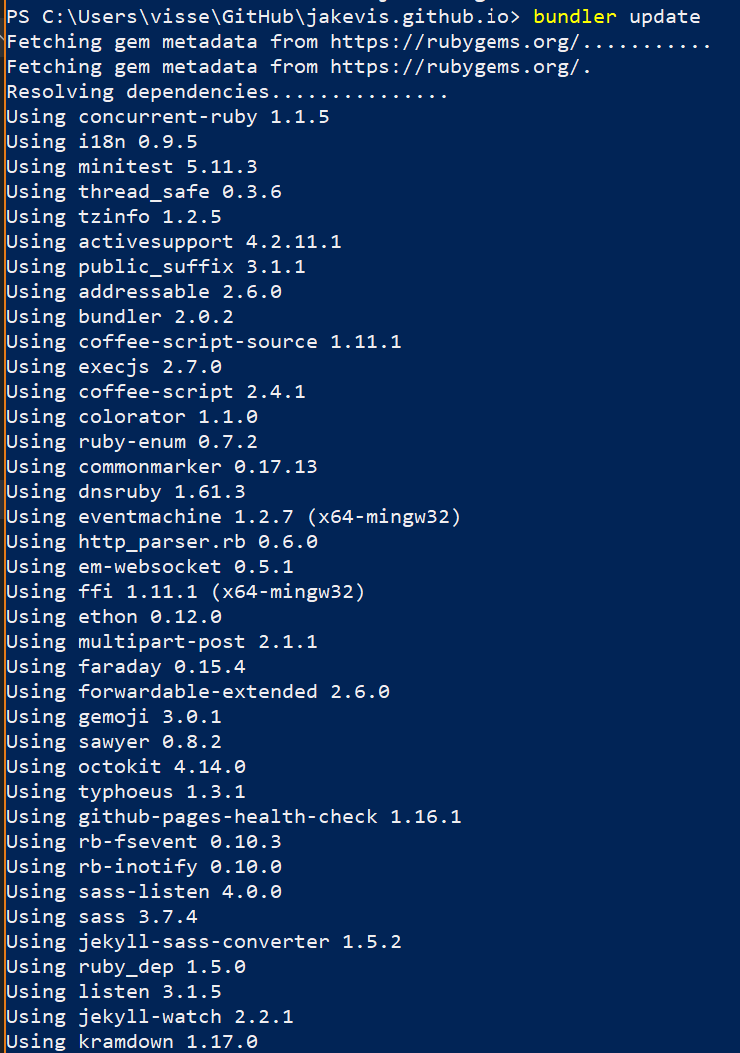 PS C:\Users\visse\GitHub\jakevis.github.io> bundler update
Fetching gem metadata from https://rubygems.org/...........
Fetching gem metadata from https://rubygems.org/.
Resolving dependencies...............
Using concurrent-ruby 1.1.5
Using i18n 0.9.5
Using minitest 5.11.3
Using thread_safe 0.3.6
Using tzinfo 1.2.5
Using activesupport 4.2.11.1
Using public_suffix 3.1.1
Using addressable 2.6.0
Using bundler 2.0.2
Using coffee-script-source 1.11.1
Using execjs 2.7.0
Using coffee-script 2.4.1
Using colorator 1.1.0
Using ruby-enum 0.7.2
Using commonmarker 0.17.13
Using dnsruby 1.61.3
Using eventmachine 1.2.7 (x64-mingw32)
Using http_parser.rb 0.6.0
Using em-websocket 0.5.1
Using ffi 1.11.1 (x64-mingw32)
Using ethon 0.12.0
Using multipart-post 2.1.1
Using faraday 0.15.4
Using forwardable-extended 2.6.0
Using gemoji 3.0.1
Using sawyer 0.8.2
Using octokit 4.14.0
Using typhoeus 1.3.1
Using github-pages-health-check 1.16.1
Using rb-fsevent 0.10.3
Using rb-inotify 0.10.0
Using sass-listen 4.0.0
Using sass 3.7.4
Using jekyll-sass-converter 1.5.2
Using ruby_dep 1.5.0
Using listen 3.1.5
Using jekyll-watch 2.2.1
Using kramdown 1.17.0